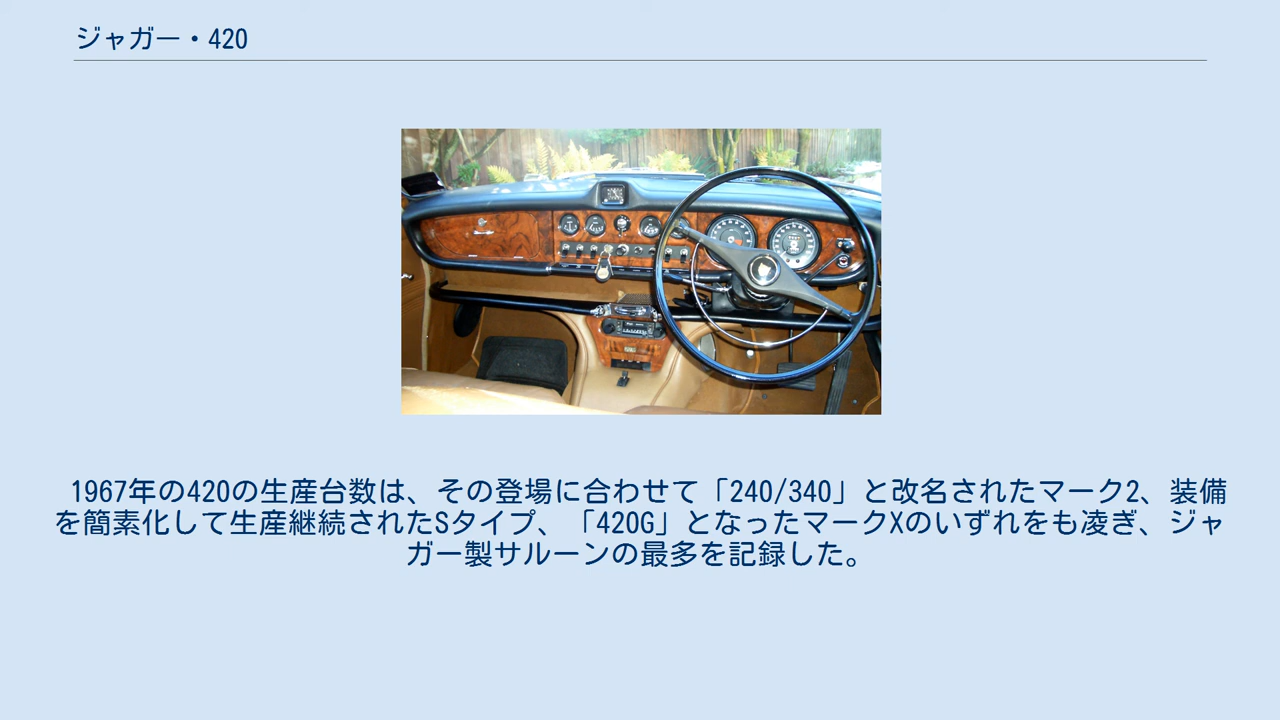 ジャガー・420
1967年の420の生産台数は、その登場に合わせて「240/340」と改名されたマーク2、装備
を簡素化して生産継続されたSタイプ、「420G」となったマークXのいずれをも凌ぎ、ジャ
ガー製サルーンの最多を記録した。